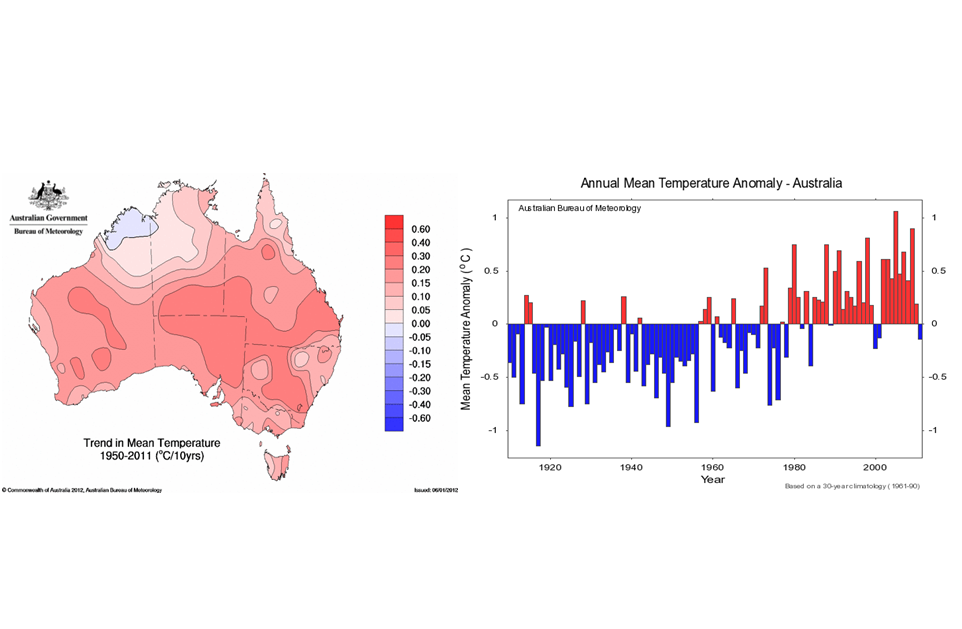 Australian Government
Bureau of Meteorology
0.60
0.40
0.30
0.20
0.15
0.10
0.05
0.00
-0.05
-0.10
-0.15
-0.20
-0.30
-0.40
-0.60
Trend in Mean Temperature
1950-2011 (°C/10yrs)
© Commonwealth of Australia 2012, Australian Bureau of Meteorology
Issued: 06/01/2012
Annual Mean Temperature Anomaly - Australia
Australian Bureau of Meteorology
Mean Temperature Anomaly (°C)
1
0.5
0
-0.5
-1
1
0.5
0
-0.5
-1
1920
1940
1960
1980
2000
Year
Based on a 30-year climatology (1961-90)